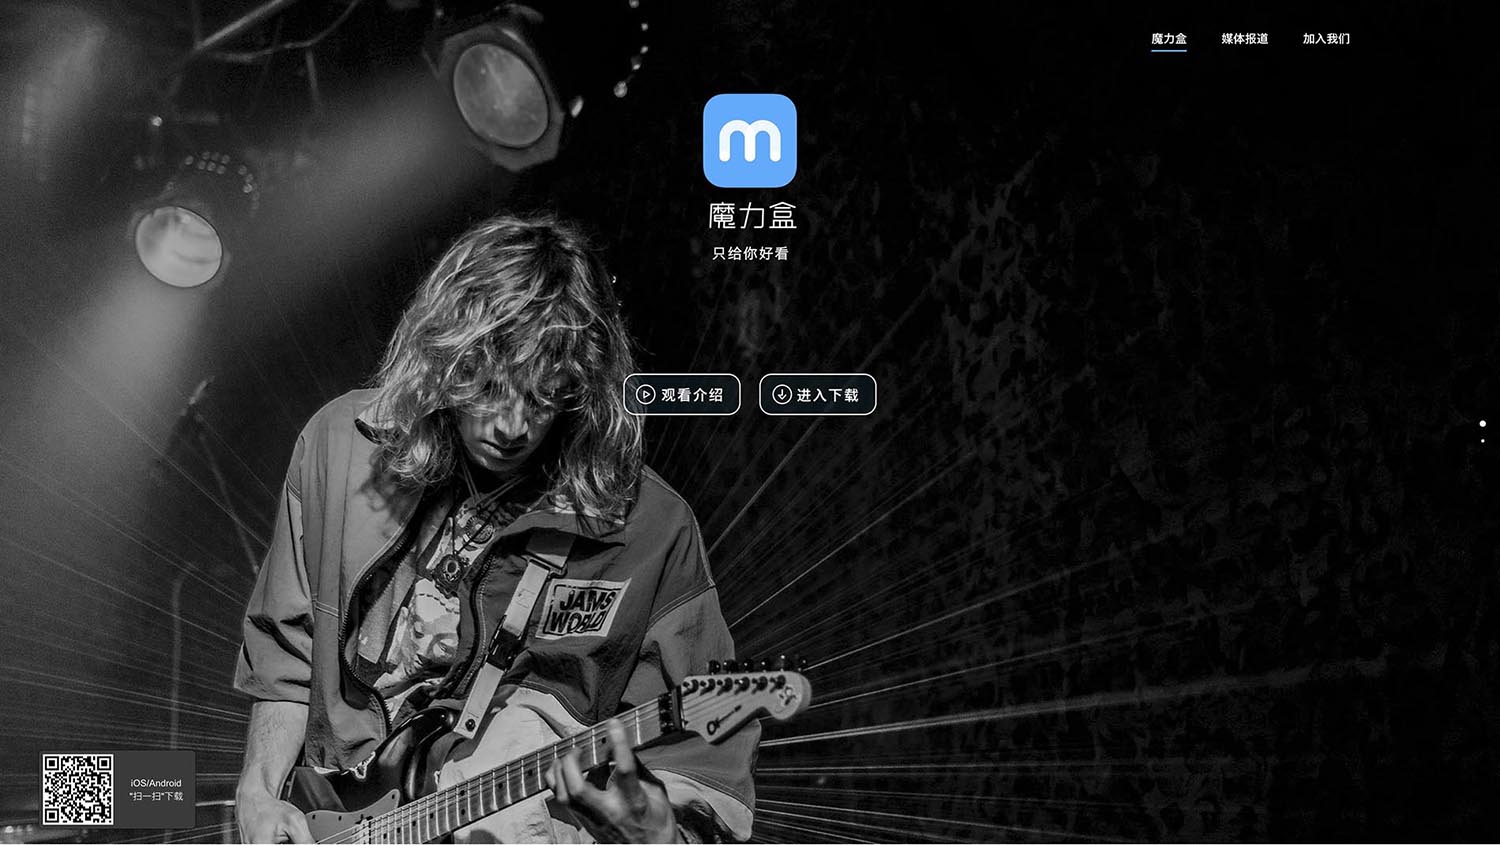 魔力盒
媒体报道
加入我们
m
魔力盒
只给你好看
观看介绍
进入下载
JAMS
WORLD
iOS/Android
"扫一扫"下载